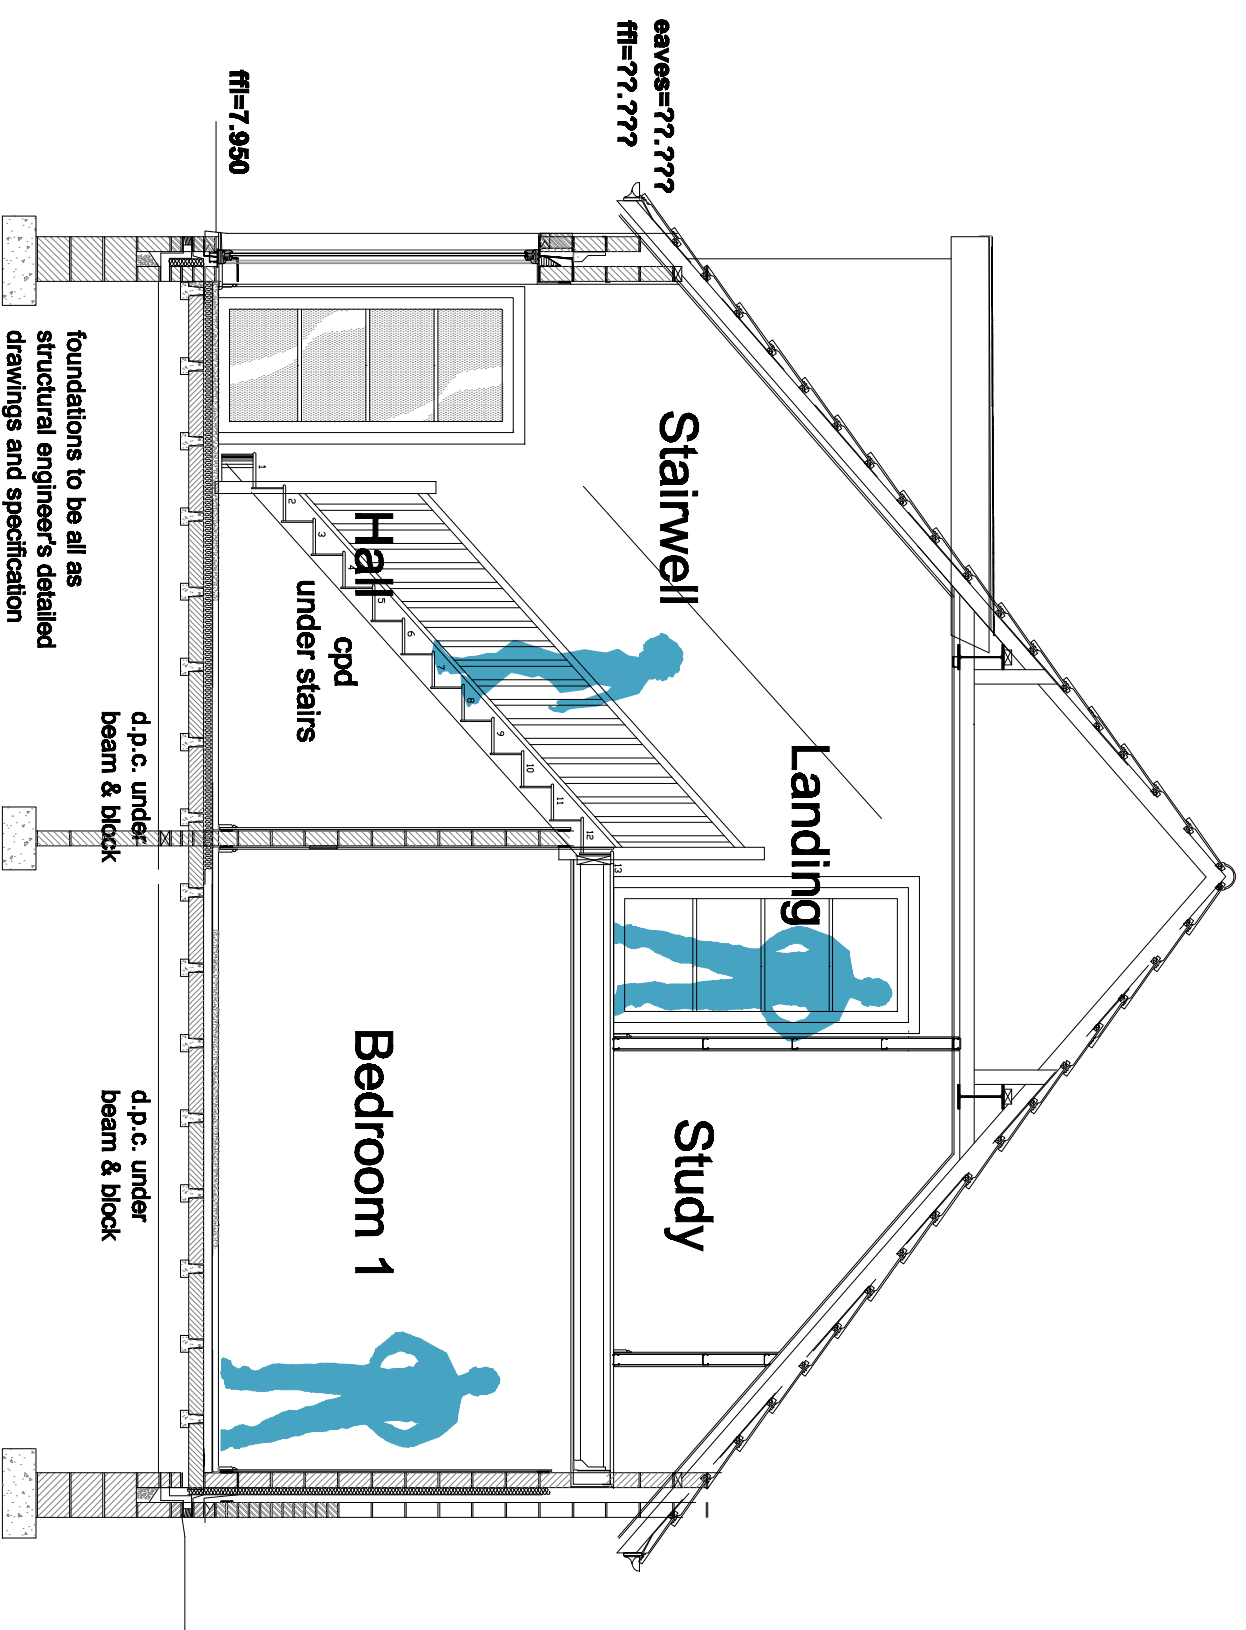 eaves=??.???
ffl=??.???
Landing
Stairwell
Study
Hall
Bedroom 1
cpd
under stairs
ffl=7.950
1
2
3
4
5
6
7
8
9
10
11
12
13
d.p.c. under
beam & block
d.p.c. under
beam & block
foundations to be all as
structural engineer's detailed
drawings and specification